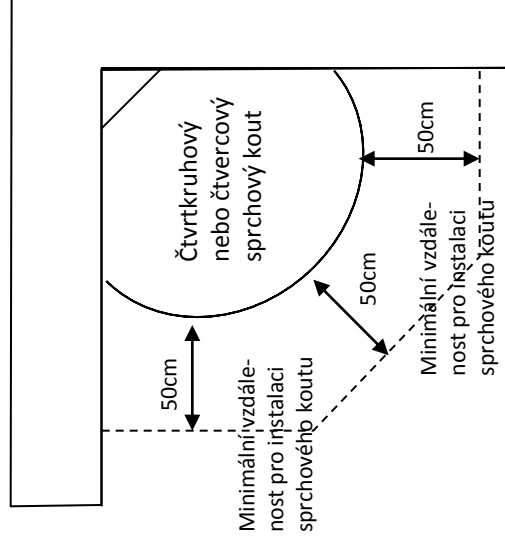 Čtvrtkruhový
nebo čtvercový
sprchový kout
50cm
Minimální vzdále-
nost pro instalaci
sprchového koutu
50cm
50cm
Minimální vzdále-
nost pro instalaci
sprchového koutu